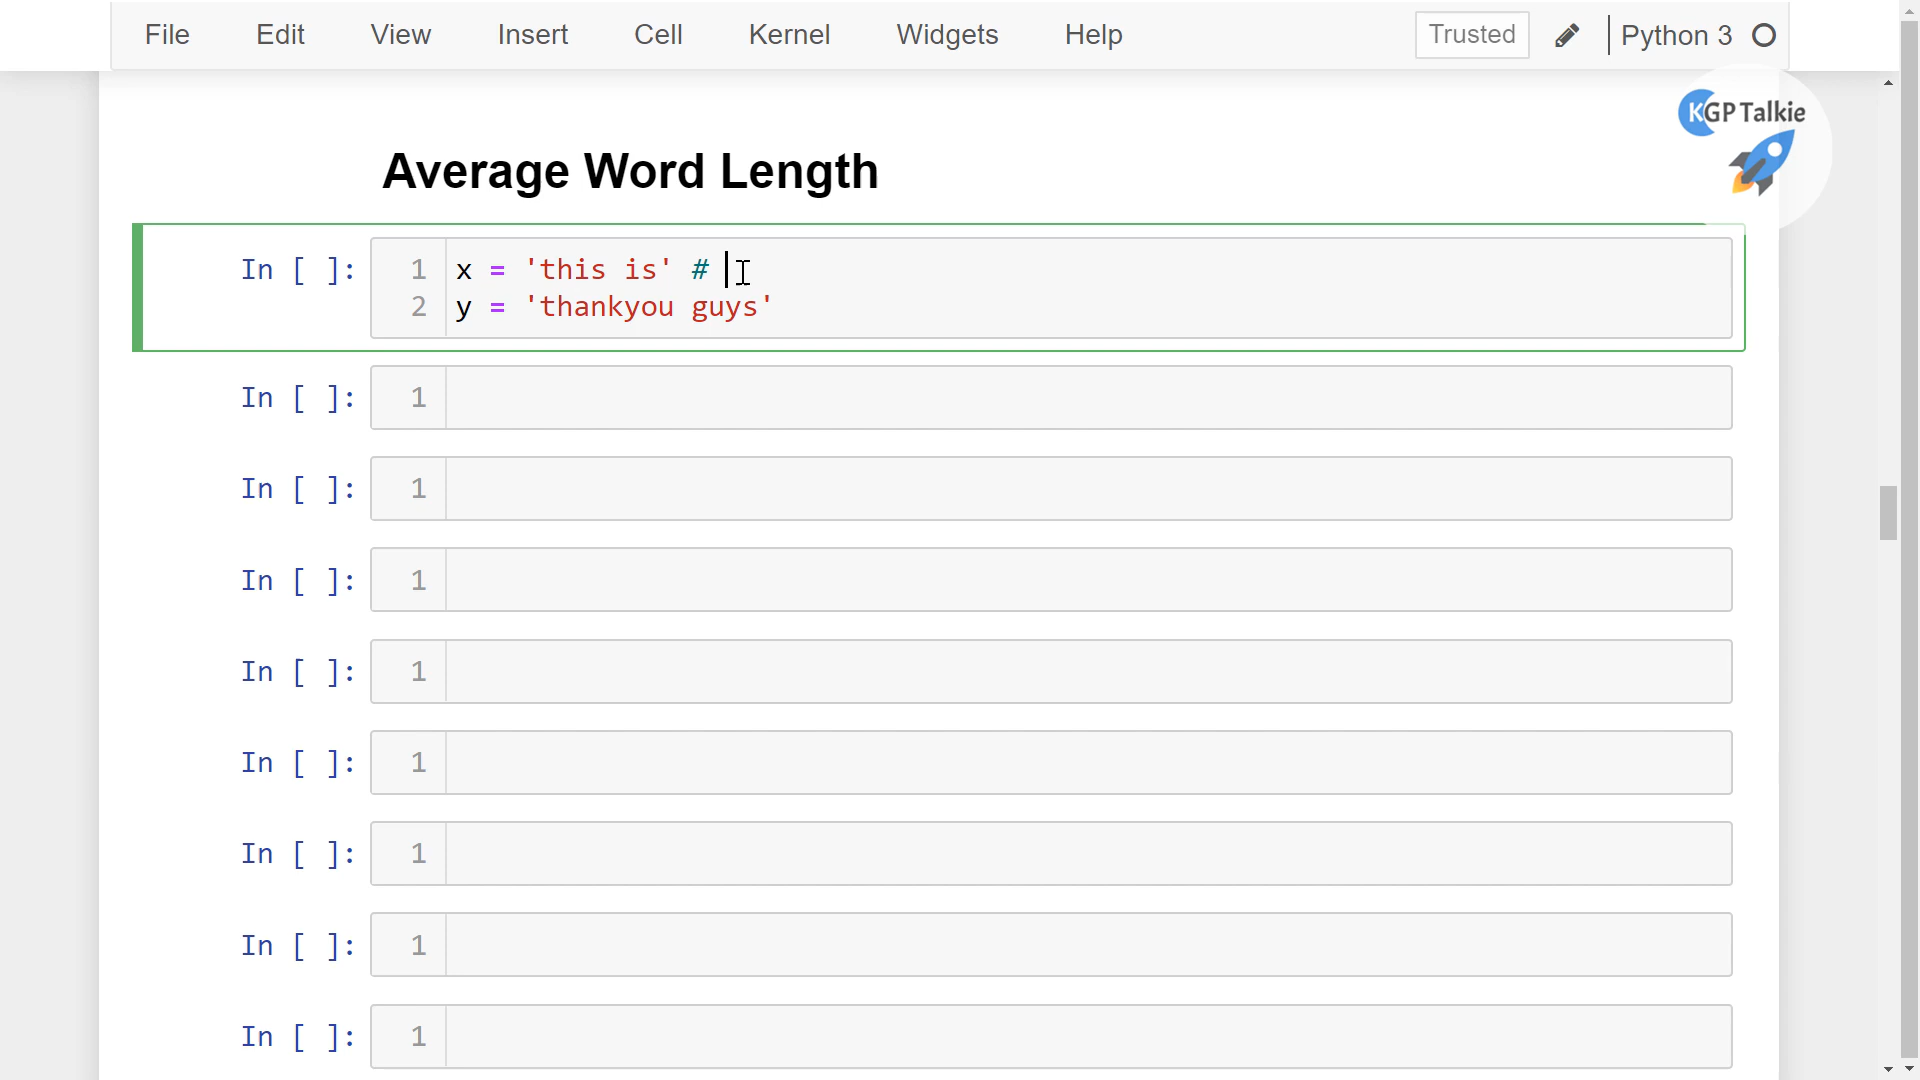 File Edit View Insert Cell Kernel Widgets Help Trusted Python 3
KGP Talkie
Average Word Length
In [ ]: 1 x = 'this is' #
2 y = 'thankyou guys'
In [ ]: 1
In [ ]: 1
In [ ]: 1
In [ ]: 1
In [ ]: 1
In [ ]: 1
In [ ]: 1
In [ ]: 1